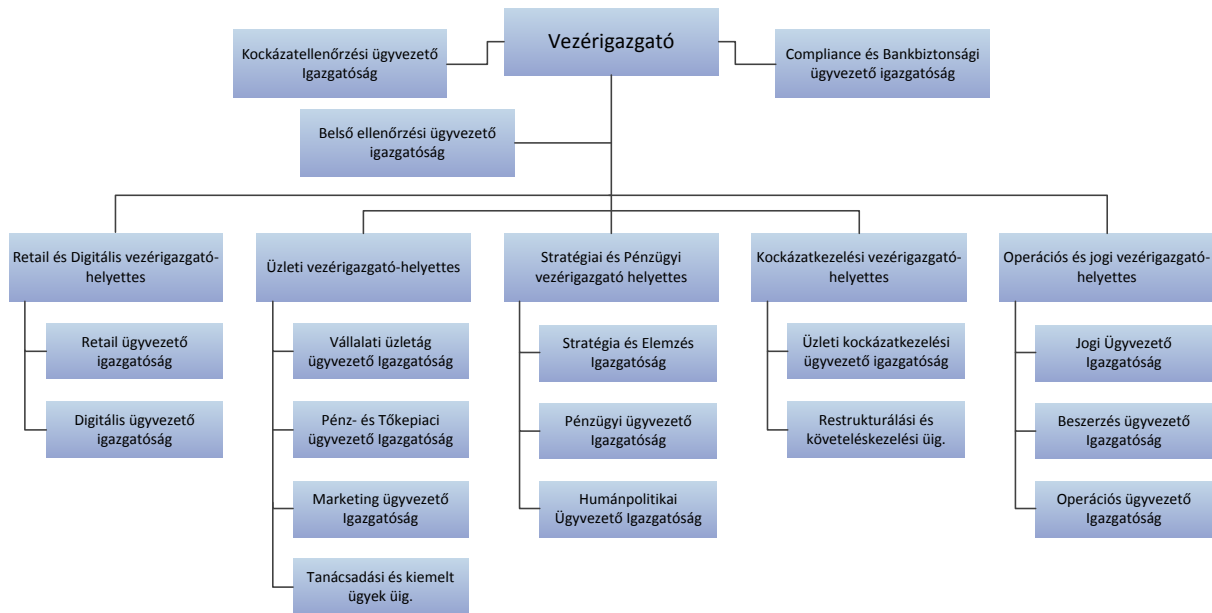 Vezérigazgató
Kockázatellenőrzési ügyvezető
Igazgatóság
Compliance és Bankbiztonsági
ügyvezető igazgatóság
Belső ellenőrzési ügyvezető
igazgatóság
Retail és Digitális vezérigazgató-
helyettes
Retail ügyvezető
igazgatóság
Digitális ügyvezető
igazgatóság
Üzleti vezérigazgató-helyettes
Vállalati üzletág
ügyvezető Igazgatóság
Pénz- és Tőkepiaci
ügyvezető Igazgatóság
Marketing ügyvezető
Igazgatóság
Tanácsadási és kiemelt
ügyek üig.
Stratégiai és Pénzügyi
vezérigazgató helyettes
Stratégia és Elemzés
Igazgatóság
Pénzügyi ügyvezető
Igazgatóság
Humánpolitikai
Ügyvezető Igazgatóság
Kockázatkezelési vezérigazgató-
helyettes
Üzleti kockázatkezelési
ügyvezető igazgatóság
Restrukturálási és
követeléskezelési üig.
Operációs és jogi vezérigazgató-
helyettes
Jogi Ügyvezető
Igazgatóság
Beszerzés ügyvezető
Igazgatóság
Operációs ügyvezető
Igazgatóság